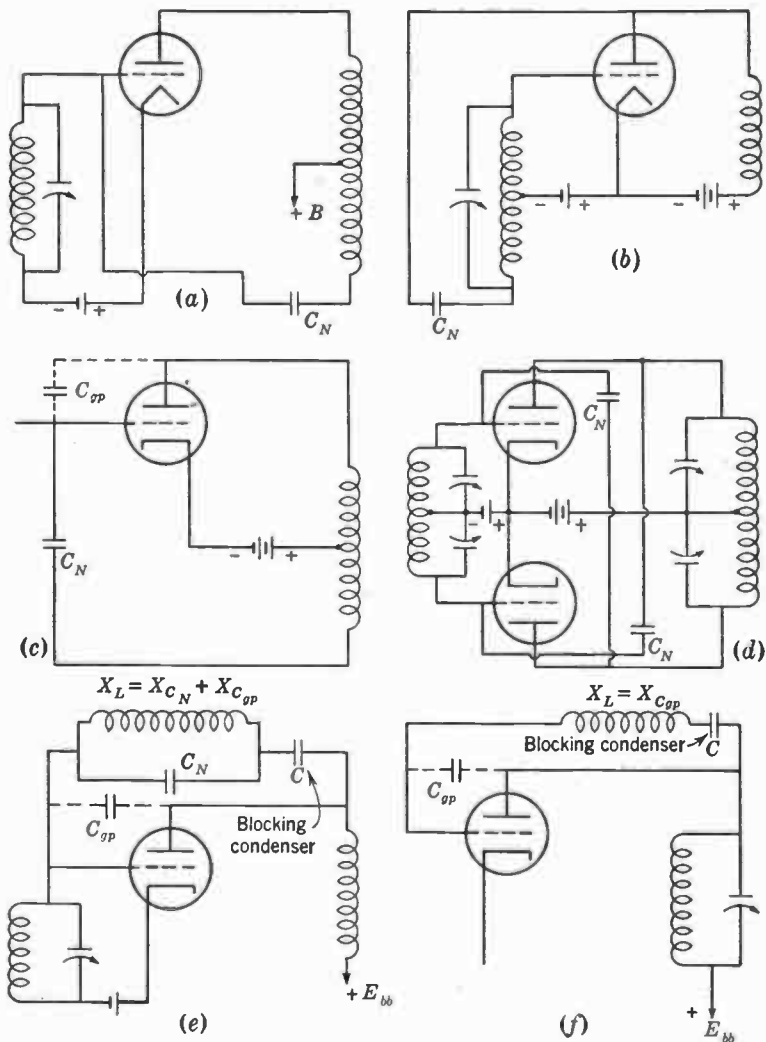 + B
- +
(a)
C_N
- +
- +
(b)
C_N
C_gp
C_N
- +
(c)
C_N
- +
+
C_N
(d)
X_L = X_C_N + X_C_gp
C_N
C
C_gp
Blocking
condenser
+ E_bb
(e)
X_L = X_C_gp
Blocking condenser
C
C_gp
+
E_bb
(f)